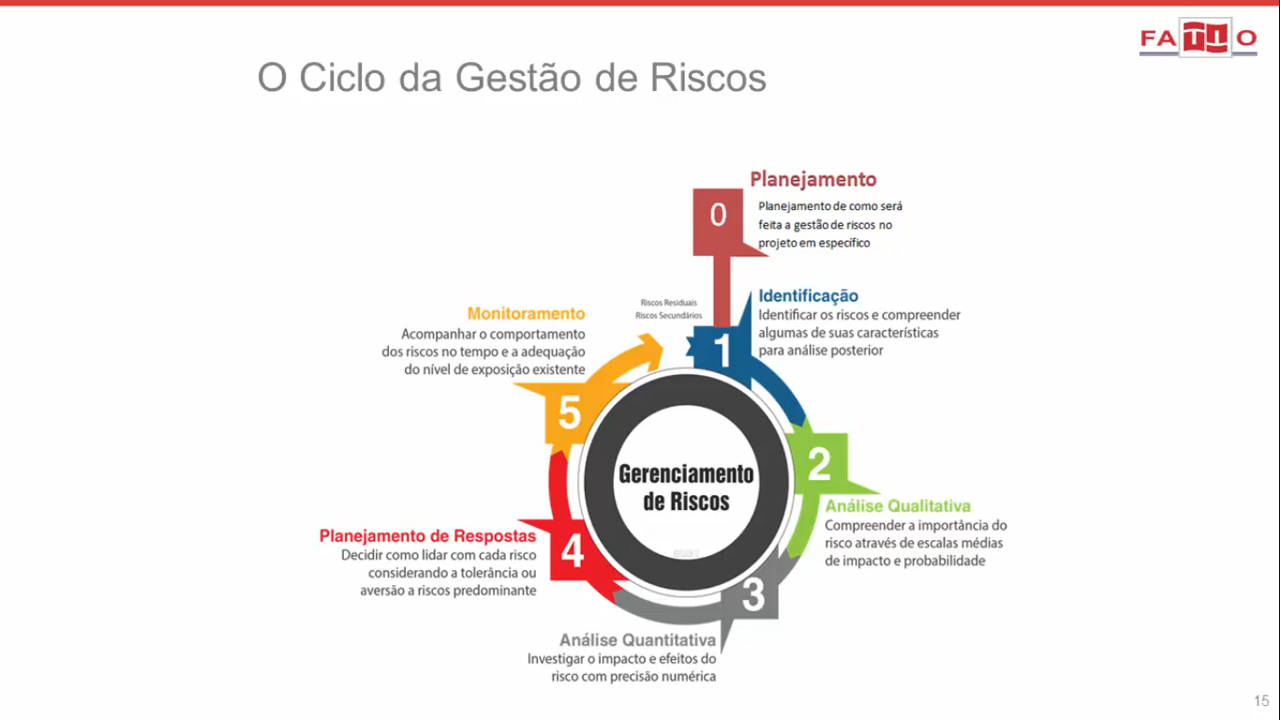 FATTO
O Ciclo da Gestão de Riscos
0
Planejamento
Planejamento de como será
feita a gestão de riscos no
projeto em específico
1
Identificação
Identificar os riscos e compreender
algumas de suas características
para análise posterior
2
Análise Qualitativa
Compreender a importância do
risco através de escalas médias
de impacto e probabilidade
3
Análise Quantitativa
Investigar o impacto e efeitos do
risco com precisão numérica
4
Planejamento de Respostas
Decidir como lidar com cada risco
considerando a tolerância ou
aversão a riscos predominante
5
Monitoramento
Acompanhar o comportamento
dos riscos no tempo e a adequação
do nível de exposição existente
Riscos Residuais
Riscos Secundários
Gerenciamento
de Riscos
15